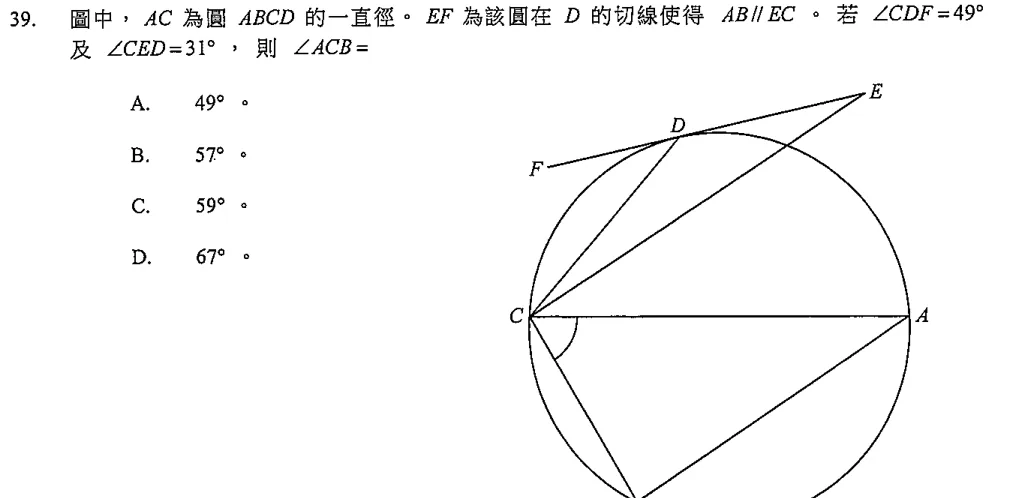 39. 圖中，AC 為圓 ABCD 的一直徑。EF 為該圓在 D 的切線使得 AB//EC 。若 ∠CDF=49°
及 ∠CED=31°，則 ∠ACB=
A. 49° 。
B. 57° 。
C. 59° 。
D. 67° 。
E
D
F
C
A